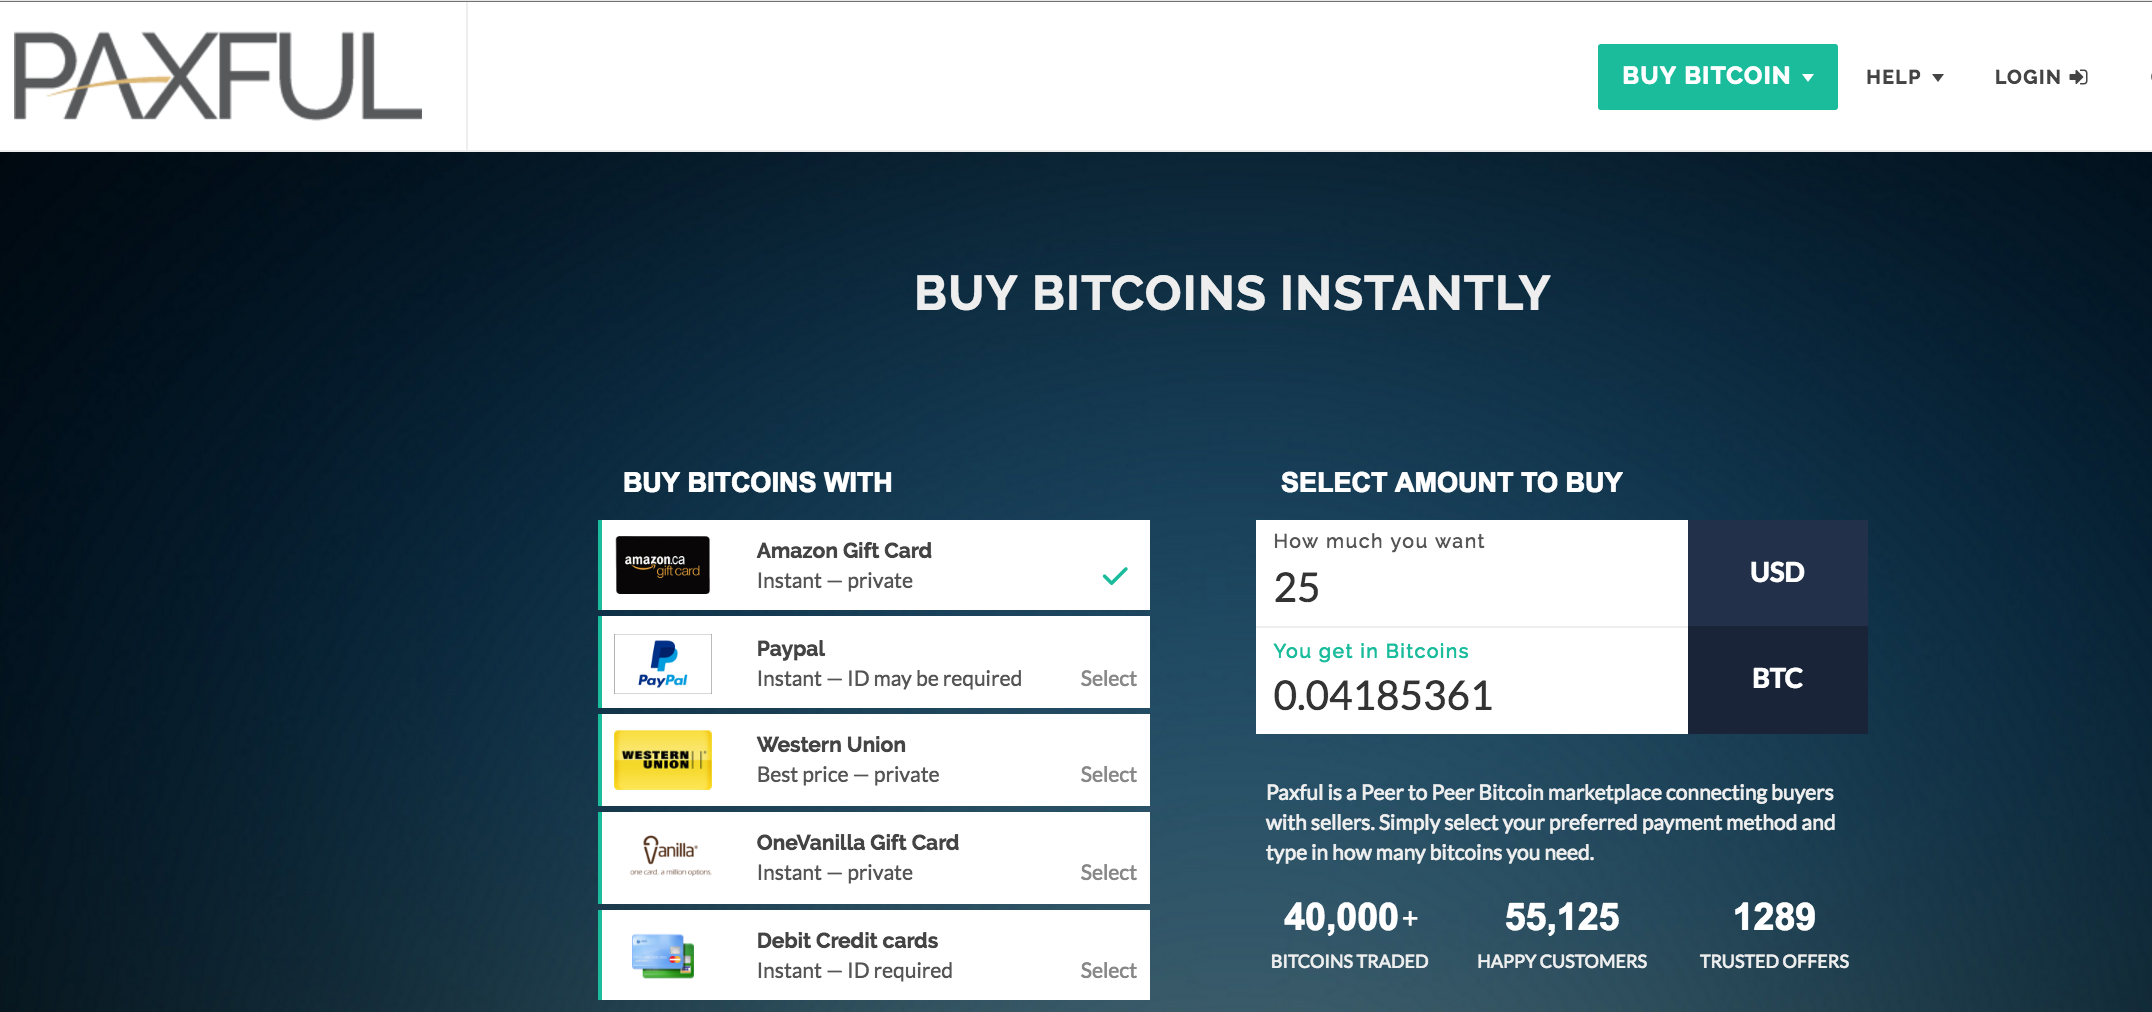 PAXFUL
BUY BITCOIN
HELP
LOGIN
BUY BITCOINS INSTANTLY
BUY BITCOINS WITH
amazon.ca
gift card
Amazon Gift Card
Instant — private
PayPal
Paypal
Instant — ID may be required
Select
WESTERN
UNION
Western Union
Best price — private
Select
Vanilla
one card, a million options.
OneVanilla Gift Card
Instant — private
Select
Debit Credit cards
Instant — ID required
Select
SELECT AMOUNT TO BUY
How much you want
25
USD
You get in Bitcoins
0.04185361
BTC
Paxful is a Peer to Peer Bitcoin marketplace connecting buyers
with sellers. Simply select your preferred payment method and
type in how many bitcoins you need.
40,000+ 55,125 1289
BITCOINS TRADED HAPPY CUSTOMERS TRUSTED OFFERS